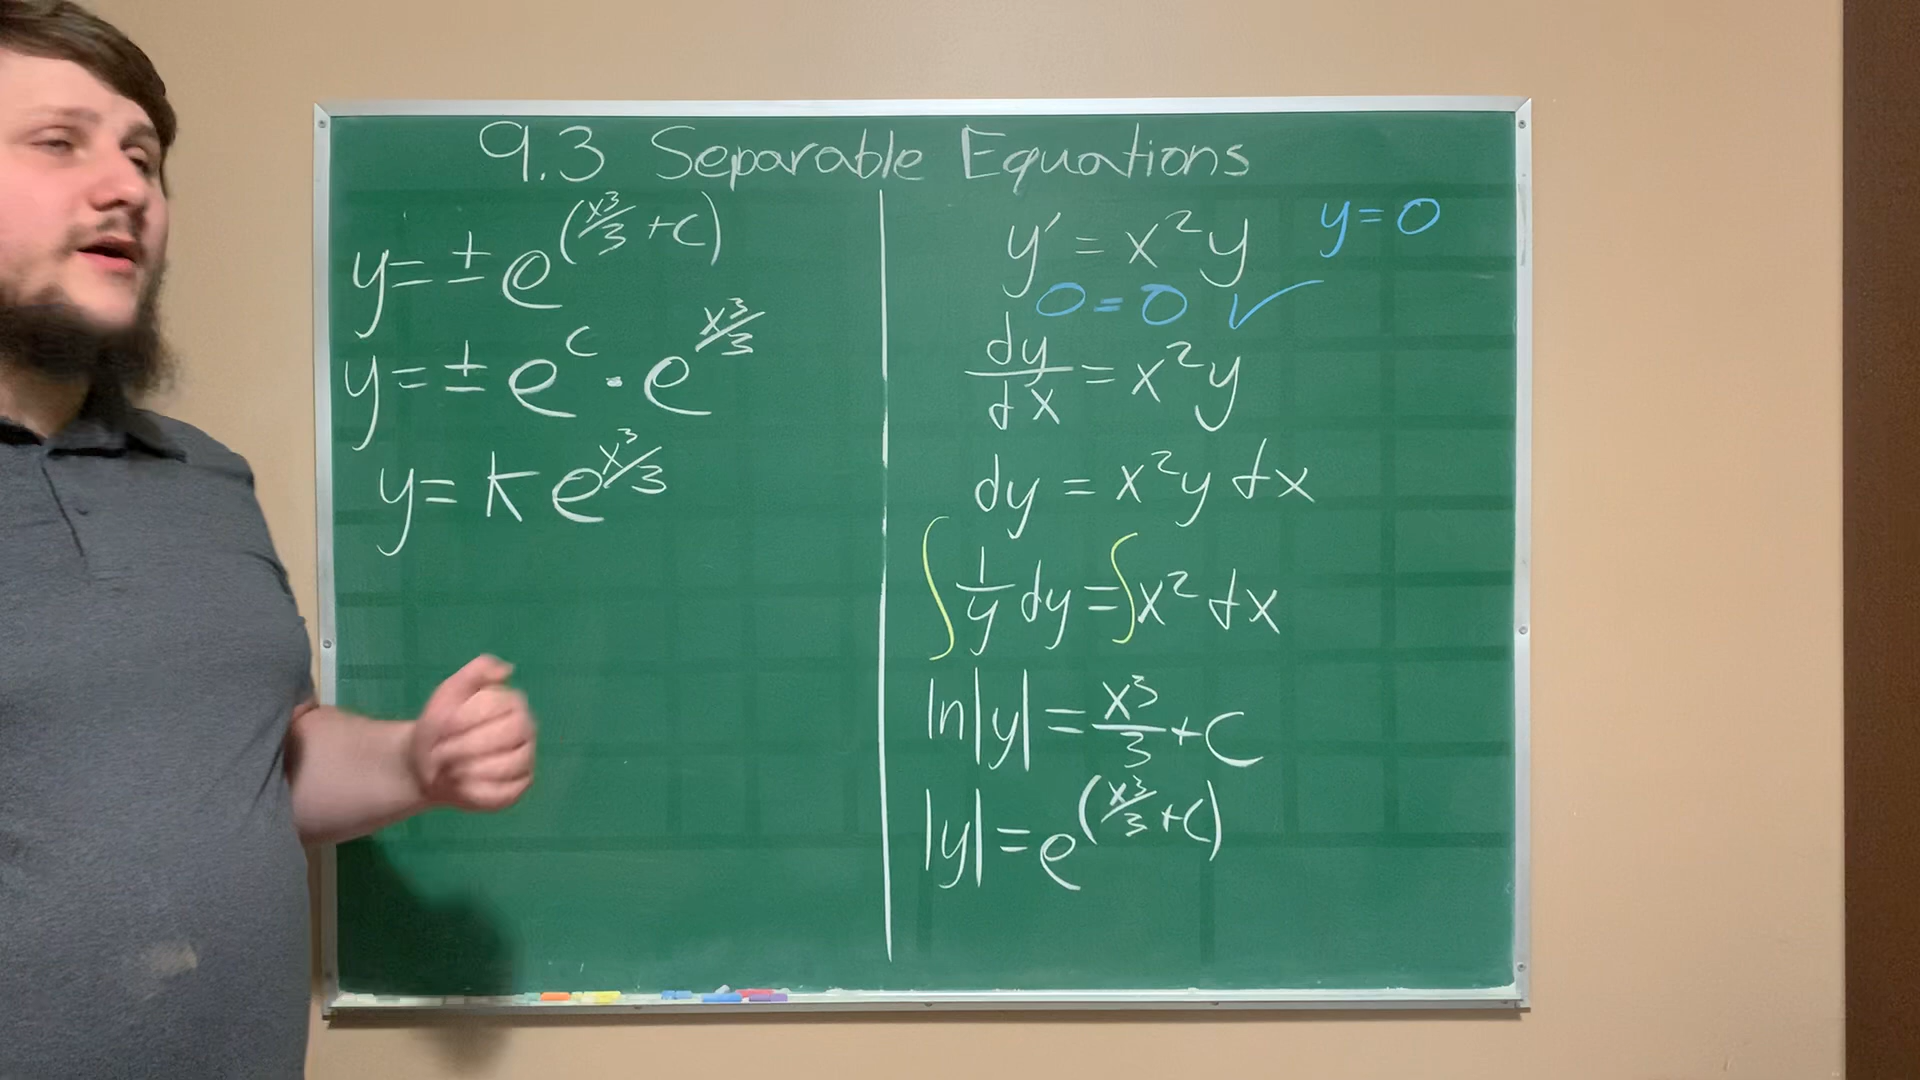 9.3 Separable Equations
y = ± e^(x³/3 + C)
y = ± e^C · e^(x³/3)
y = K e^(x³/3)
y' = x²y  y = 0
0 = 0 ✓
dy/dx = x²y
dy = x²y dx
∫ 1/y dy = ∫ x² dx
ln|y| = x³/3 + C
|y| = e^(x³/3 + C)